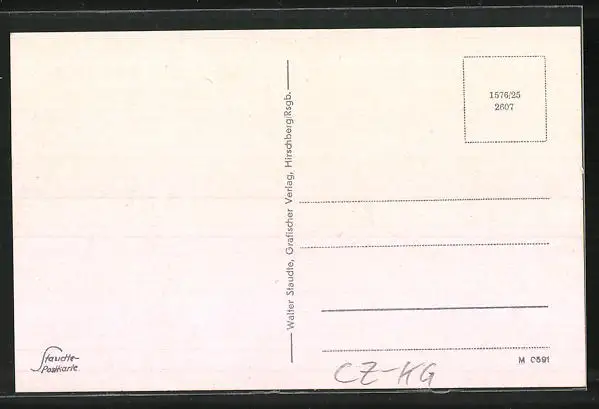 1576/25
2607
Walter Staudte, Grafischer Verlag, Hirschberg/Rsgb.
Staudte-
Postkarte
M 0591
CZ-KG